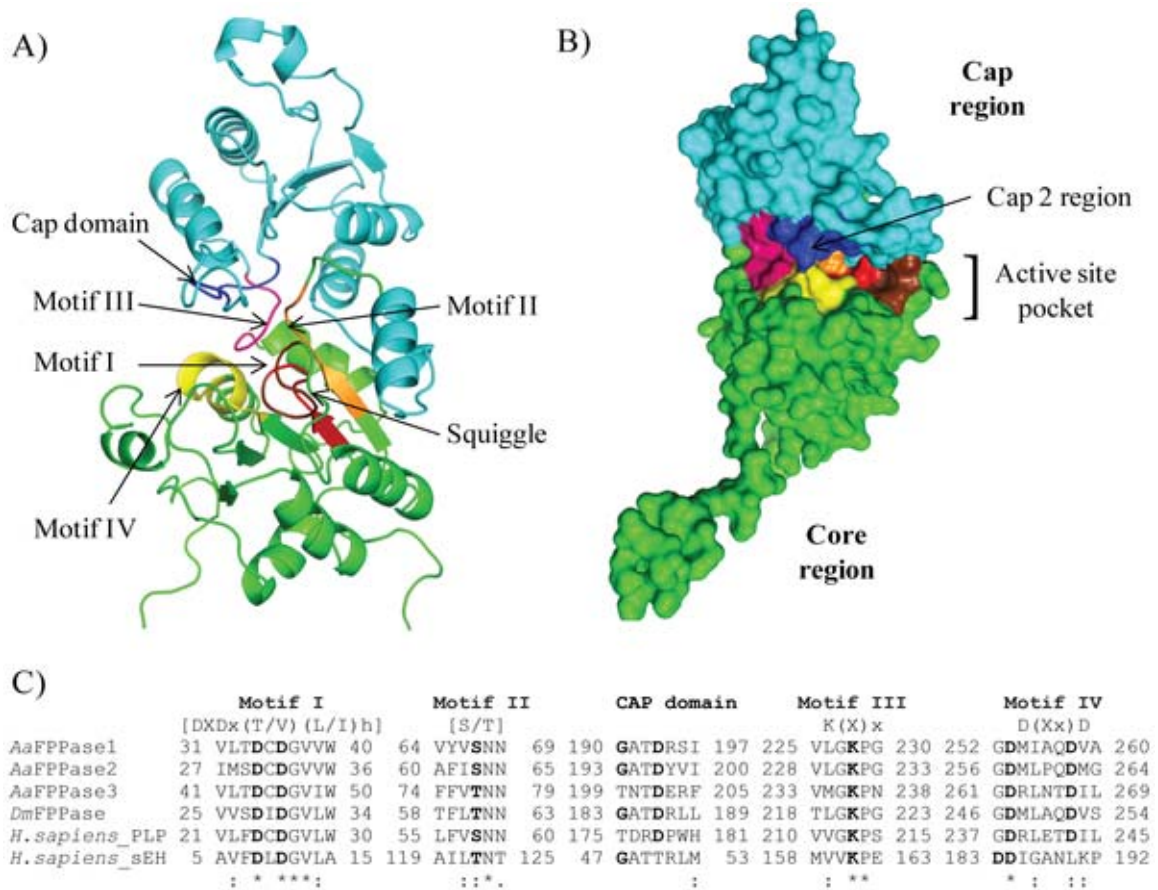 A)
Cap domain
Motif III
Motif II
Motif I
Squiggle
Motif IV
B)
Cap
region
Cap 2 region
Active site
pocket
Core
region
C)
Motif I Motif II CAP domain Motif III Motif IV
[DXDx(T/V)(L/I)h] [S/T] K(X)x D(Xx)D
AaFPPase1 31 VLTDCDGVVW 40 64 VYVSNN 69 190 GATDRSI 197 225 VLGKPG 230 252 GDMIAQDVA 260
AaFPPase2 27 IMSDCDGVVW 36 60 AFISNN 65 193 GATDYVI 200 228 VLGKPG 233 256 GDMLPQDMG 264
AaFPPase3 41 VLTDCDGVIW 50 74 FFVTNN 79 199 TNTDERF 205 233 VMGKPN 238 261 GDRLNTDIL 269
DmFPPase 25 VVSDIDGVLW 34 58 TFLTNN 63 183 GATDRLL 189 218 TLGKPG 223 246 GDMLAQDVS 254
H.sapiens_PLP 21 VLFDCDGVLW 30 55 LFVSNN 60 175 TDRDPWH 181 210 VVGKPS 215 237 GDRLETDIL 245
H.sapiens_sEH 5 AVFDLDGVLA 15 119 AILTNT 125 47 GATTRLM 53 158 MVVKPE 163 183 DDIGANLKP 192
: * ***: ::*. : ** * ::